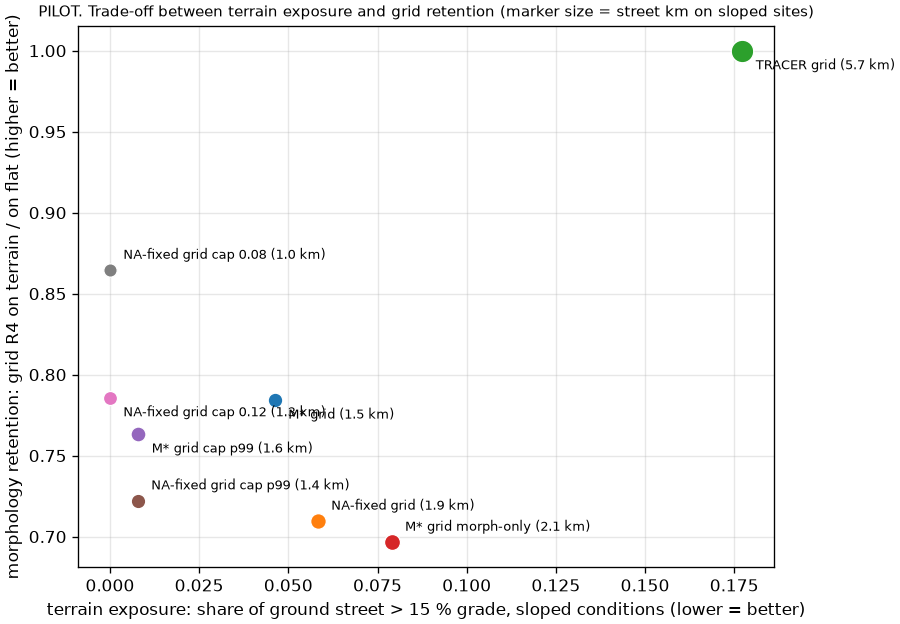 PILOT. Trade-off between terrain exposure and grid retention (marker size = street km on sloped sites)
morphology retention: grid R4 on terrain / on flat (higher = better)
1.00
0.95
0.90
0.85
0.80
0.75
0.70
TRACER grid (5.7 km)
NA-fixed grid cap 0.08 (1.0 km)
NA-fixed grid cap 0.12 (1.3 km)
M* grid (1.5 km)
M* grid cap p99 (1.6 km)
NA-fixed grid cap p99 (1.4 km)
NA-fixed grid (1.9 km)
M* grid morph-only (2.1 km)
0.000 0.025 0.050 0.075 0.100 0.125 0.150 0.175
terrain exposure: share of ground street > 15 % grade, sloped conditions (lower = better)